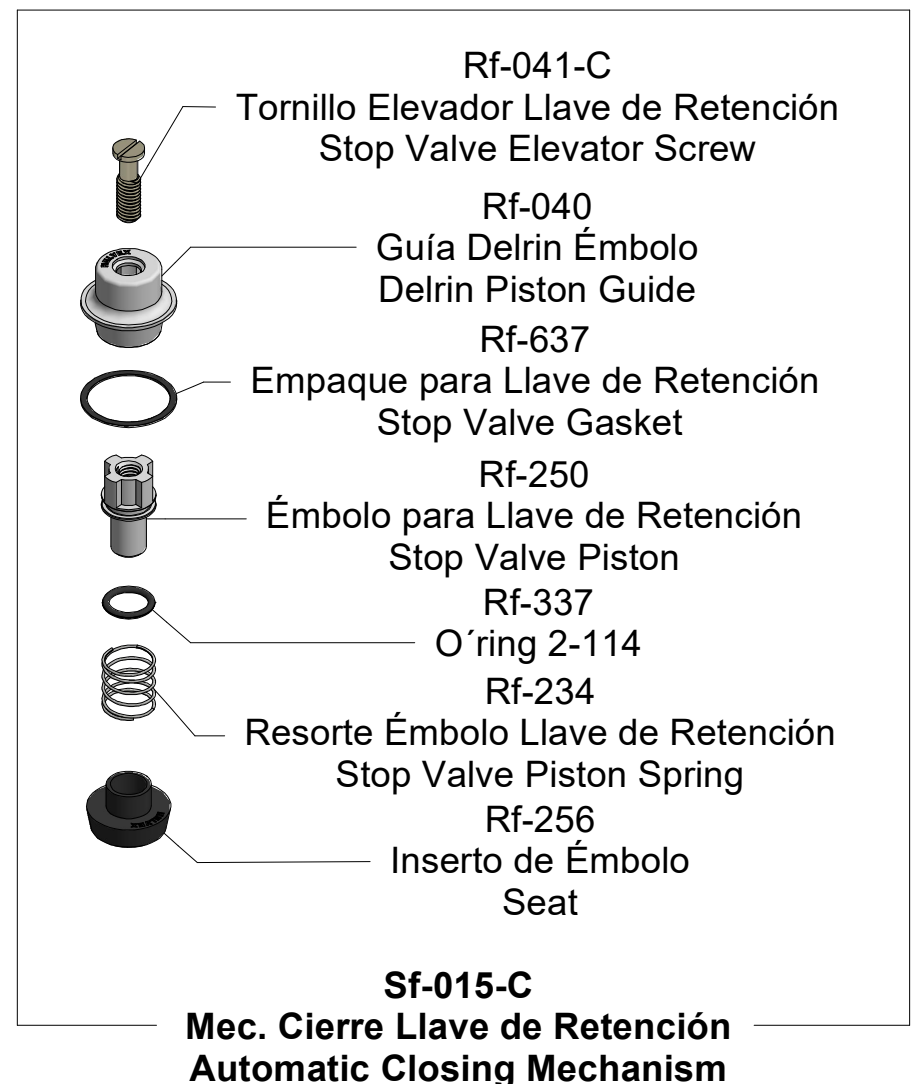 Rf-041-C
Tornillo Elevador Llave de Retención
Stop Valve Elevator Screw
Rf-040
Guía Delrin Émbolo
Delrin Piston Guide
Rf-637
Empaque para Llave de Retención
Stop Valve Gasket
Rf-250
Émbolo para Llave de Retención
Stop Valve Piston
Rf-337
O´ring 2-114
Rf-234
Resorte Émbolo Llave de Retención
Stop Valve Piston Spring
Rf-256
Inserto de Émbolo
Seat
Sf-015-C
Mec. Cierre Llave de Retención
Automatic Closing Mechanism